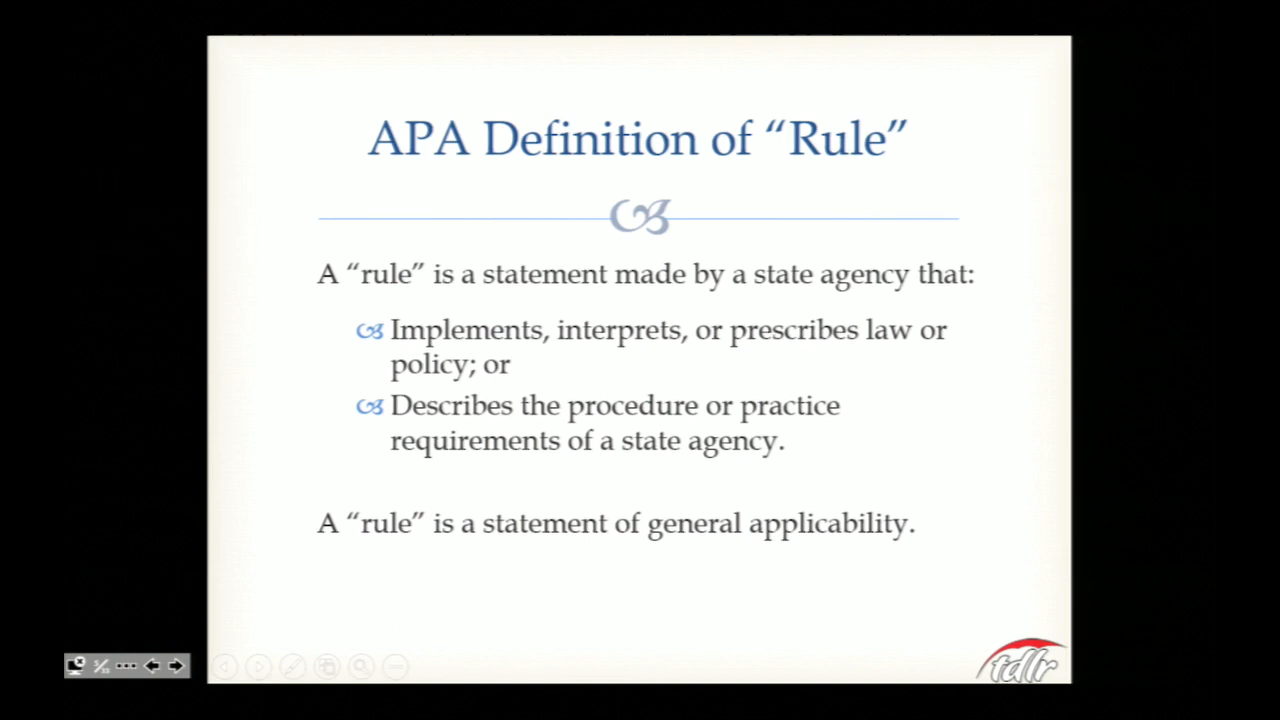 APA Definition of “Rule”
A “rule” is a statement made by a state agency that:
Implements, interprets, or prescribes law or
policy; or
Describes the procedure or practice
requirements of a state agency.
A “rule” is a statement of general applicability.
tdlr